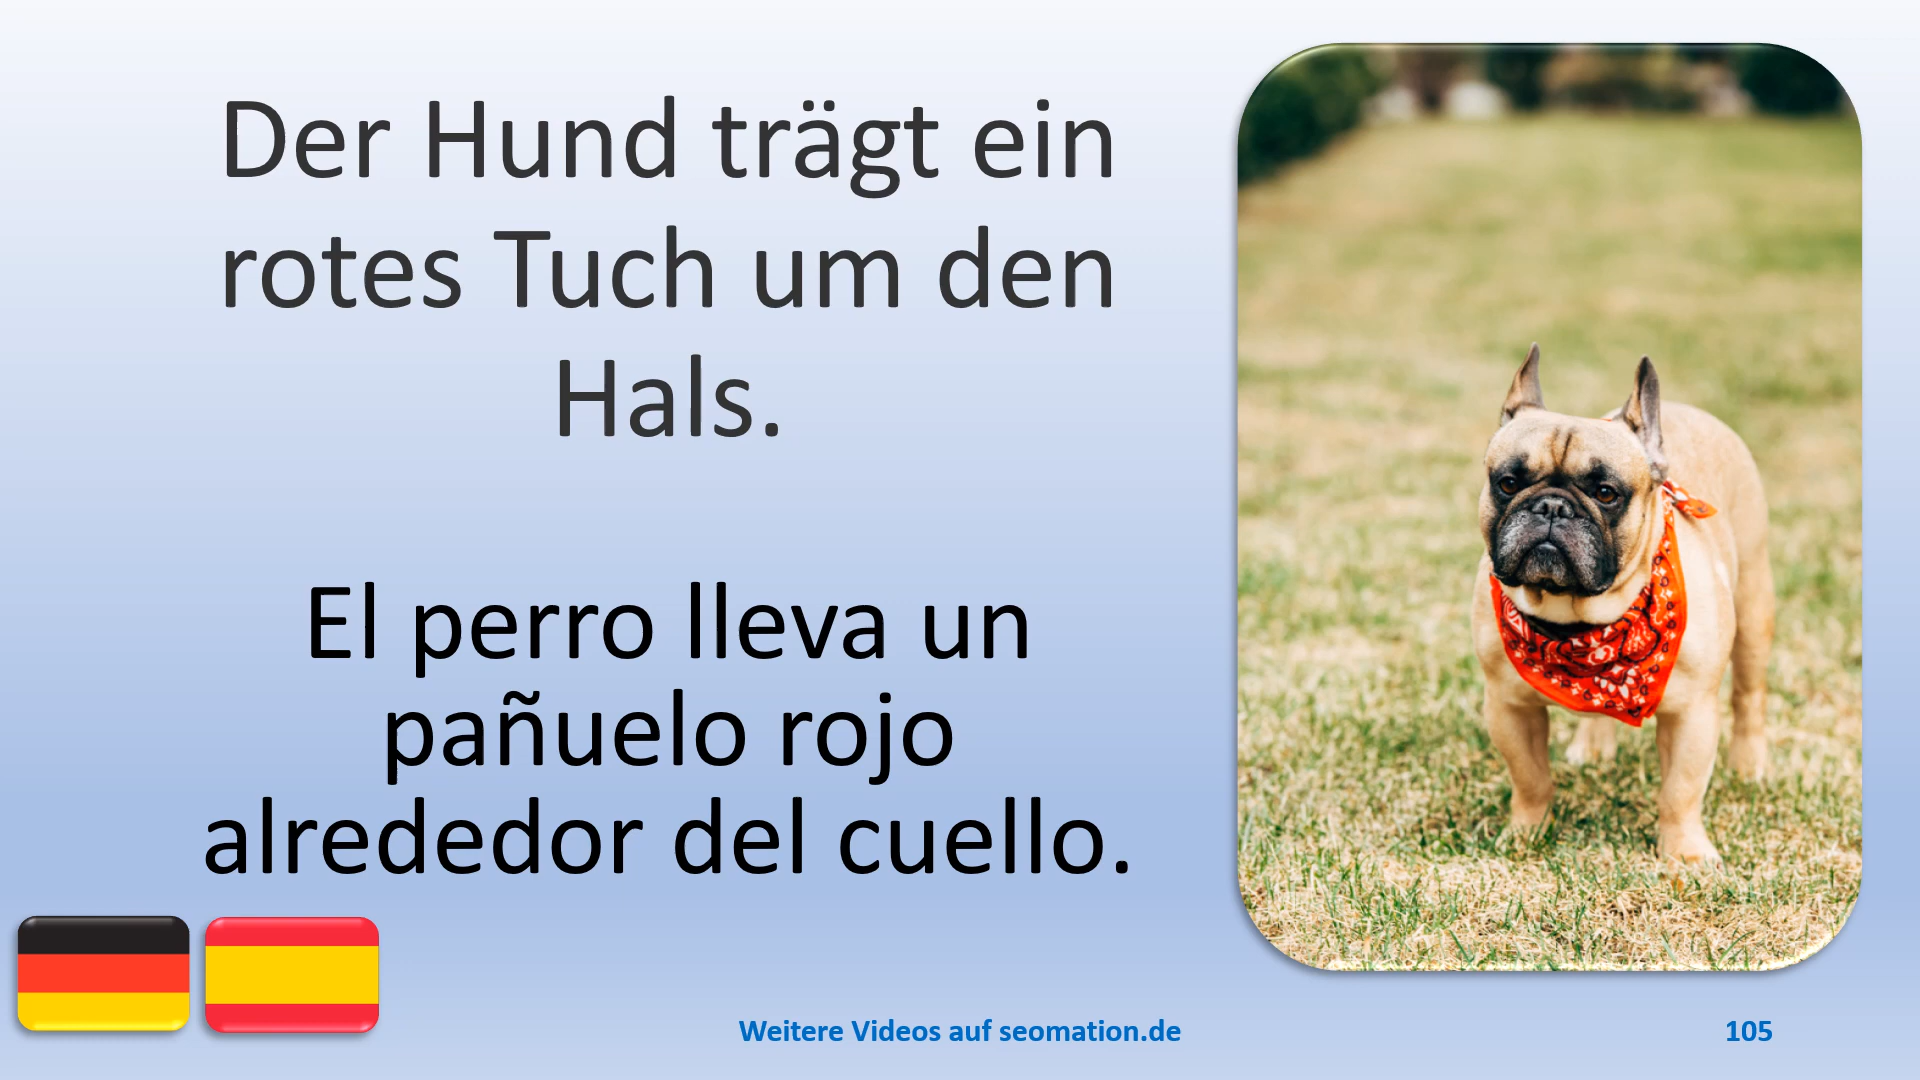 Der Hund trägt ein
rotes Tuch um den
Hals.
El perro lleva un
pañuelo rojo
alrededor del cuello.
Weitere Videos auf seomation.de
105